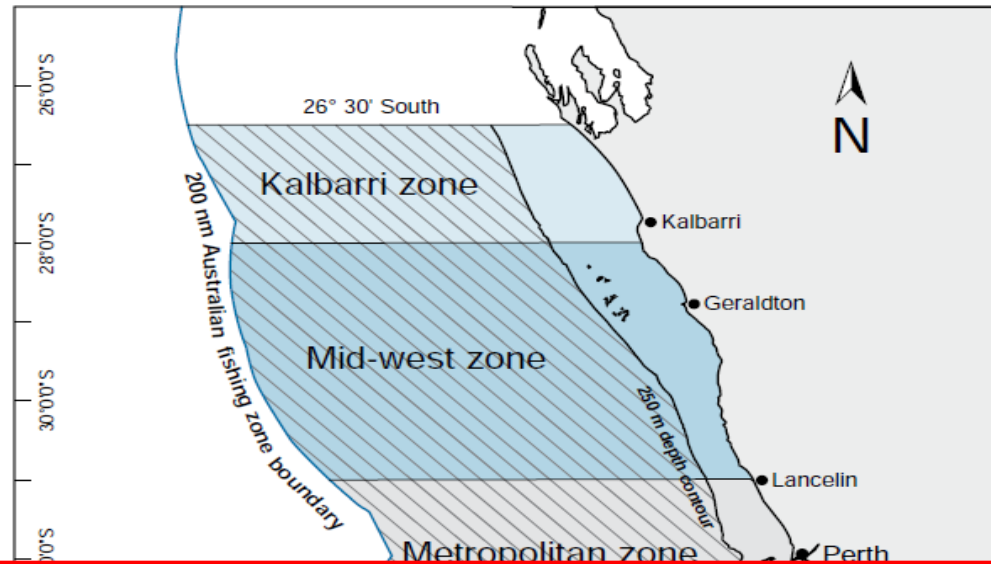 26°0'0"S
26° 30' South
N
Kalbarri zone
200 nm Australian fishing zone boundary
Kalbarri
28°0'0"S
Geraldton
Mid-west zone
30°0'0"S
250 m depth contour
Lancelin
Metropolitan zone
Perth